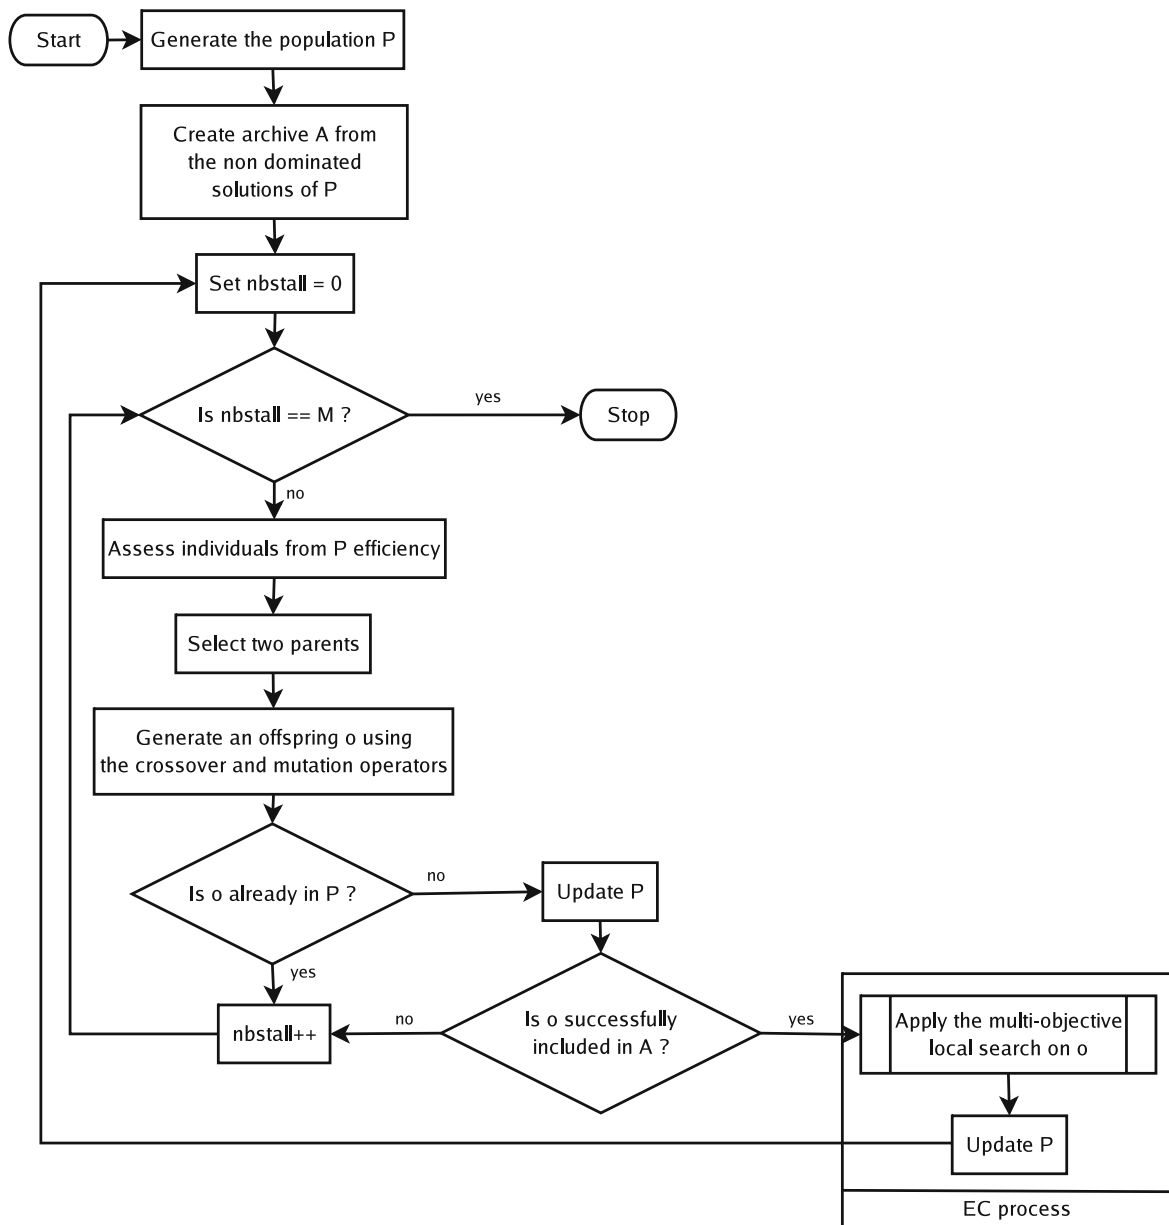 Start
Generate the population P
Create archive A from
the non dominated
solutions of P
Set nbstall = 0
Is nbstall == M ?
yes
Stop
no
Assess individuals from P efficiency
Select two parents
Generate an offspring o using
the crossover and mutation operators
Is o already in P ?
no
Update P
yes
nbstall++
no
Is o successfully
included in A ?
yes
Apply the multi-objective
local search on o
Update P
EC process